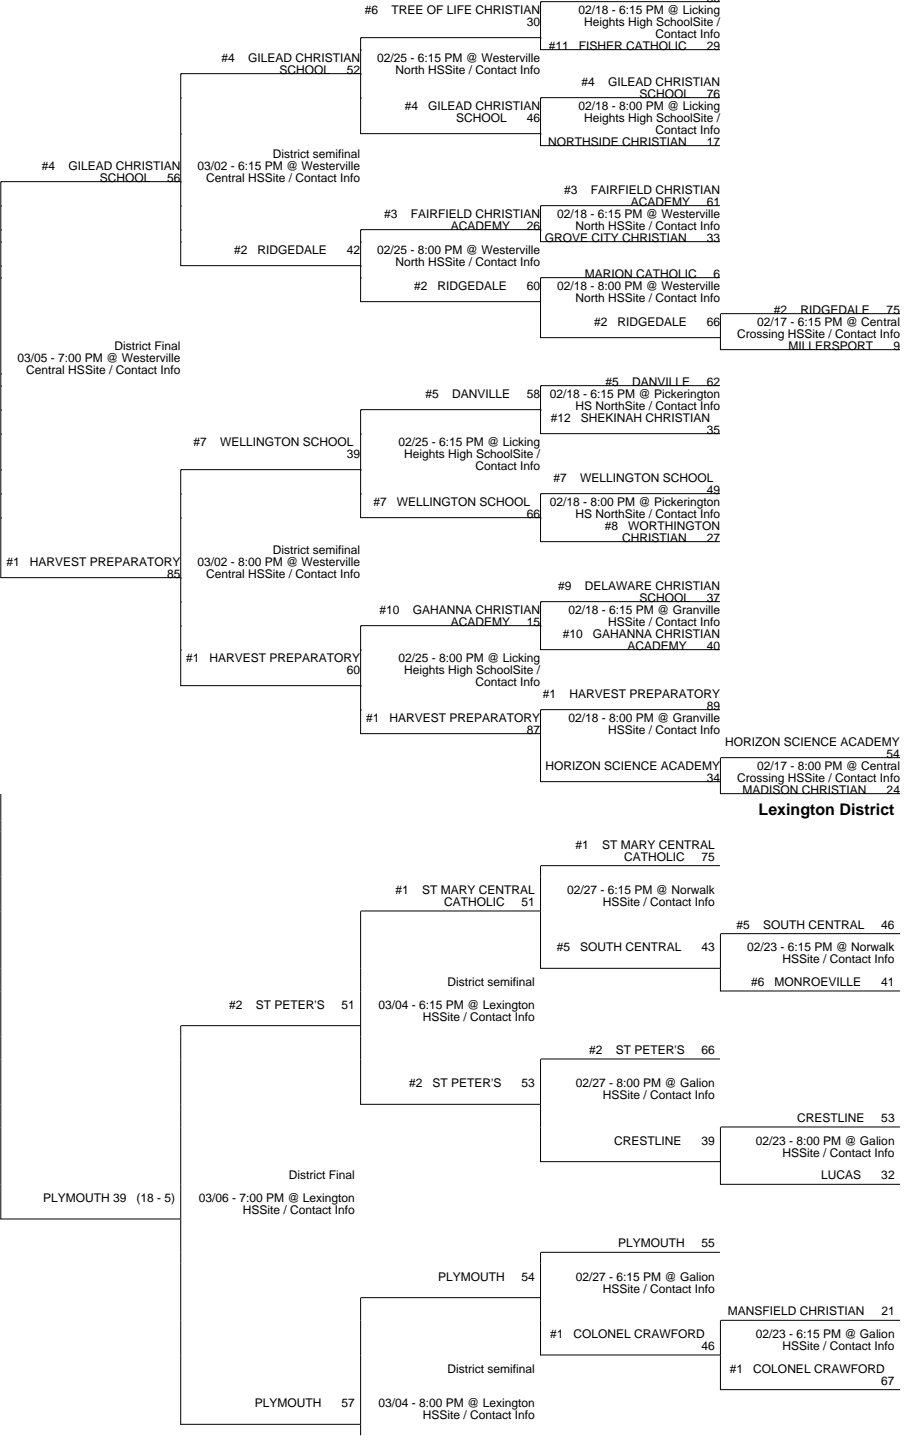 #6 TREE OF LIFE CHRISTIAN
30
02/18 - 6:15 PM @ Licking
Heights High SchoolSite /
Contact Info
#11 FISHER CATHOLIC 29
#4 GILEAD CHRISTIAN
SCHOOL 52
02/25 - 6:15 PM @ Westerville
North HSSite / Contact Info
#4 GILEAD CHRISTIAN
SCHOOL 76
#4 GILEAD CHRISTIAN
SCHOOL 46
02/18 - 8:00 PM @ Licking
Heights High SchoolSite /
Contact Info
NORTHSIDE CHRISTIAN 17
#4 GILEAD CHRISTIAN
SCHOOL 56
District semifinal
03/02 - 6:15 PM @ Westerville
Central HSSite / Contact Info
#3 FAIRFIELD CHRISTIAN
ACADEMY 61
#3 FAIRFIELD CHRISTIAN
ACADEMY 26
02/18 - 6:15 PM @ Westerville
North HSSite / Contact Info
GROVE CITY CHRISTIAN 33
#2 RIDGEDALE 42
02/25 - 8:00 PM @ Westerville
North HSSite / Contact Info
MARION CATHOLIC 6
#2 RIDGEDALE 60
02/18 - 8:00 PM @ Westerville
North HSSite / Contact Info
#2 RIDGEDALE 66
#2 RIDGEDALE 75
02/17 - 6:15 PM @ Central
Crossing HSSite / Contact Info
MILLERSPORT 9
District Final
03/05 - 7:00 PM @ Westerville
Central HSSite / Contact Info
#5 DANVILLE 62
#5 DANVILLE 58
02/18 - 6:15 PM @ Pickerington
HS NorthSite / Contact Info
#12 SHEKINAH CHRISTIAN
35
#7 WELLINGTON SCHOOL
39
02/25 - 6:15 PM @ Licking
Heights High SchoolSite /
Contact Info
#7 WELLINGTON SCHOOL
49
#7 WELLINGTON SCHOOL
66
02/18 - 8:00 PM @ Pickerington
HS NorthSite / Contact Info
#8 WORTHINGTON
CHRISTIAN 27
#1 HARVEST PREPARATORY
85
District semifinal
03/02 - 8:00 PM @ Westerville
Central HSSite / Contact Info
#9 DELAWARE CHRISTIAN
SCHOOL 37
#10 GAHANNA CHRISTIAN
ACADEMY 15
02/18 - 6:15 PM @ Granville
HSSite / Contact Info
#10 GAHANNA CHRISTIAN
ACADEMY 40
#1 HARVEST PREPARATORY
60
02/25 - 8:00 PM @ Licking
Heights High SchoolSite /
Contact Info
#1 HARVEST PREPARATORY
89
#1 HARVEST PREPARATORY
87
02/18 - 8:00 PM @ Granville
HSSite / Contact Info
HORIZON SCIENCE ACADEMY
34
HORIZON SCIENCE ACADEMY
54
02/17 - 8:00 PM @ Central
Crossing HSSite / Contact Info
MADISON CHRISTIAN 24
Lexington District
#1 ST MARY CENTRAL
CATHOLIC 75
#1 ST MARY CENTRAL
CATHOLIC 51
02/27 - 6:15 PM @ Norwalk
HSSite / Contact Info
#5 SOUTH CENTRAL 46
#5 SOUTH CENTRAL 43
02/23 - 6:15 PM @ Norwalk
HSSite / Contact Info
#6 MONROEVILLE 41
#2 ST PETER'S 51
District semifinal
03/04 - 6:15 PM @ Lexington
HSSite / Contact Info
#2 ST PETER'S 66
#2 ST PETER'S 53
02/27 - 8:00 PM @ Galion
HSSite / Contact Info
CRESTLINE 53
CRESTLINE 39
02/23 - 8:00 PM @ Galion
HSSite / Contact Info
LUCAS 32
PLYMOUTH 39 (18 - 5)
District Final
03/06 - 7:00 PM @ Lexington
HSSite / Contact Info
PLYMOUTH 55
PLYMOUTH 54
02/27 - 6:15 PM @ Galion
HSSite / Contact Info
MANSFIELD CHRISTIAN 21
#1 COLONEL CRAWFORD
46
02/23 - 6:15 PM @ Galion
HSSite / Contact Info
#1 COLONEL CRAWFORD
67
PLYMOUTH 57
District semifinal
03/04 - 8:00 PM @ Lexington
HSSite / Contact Info